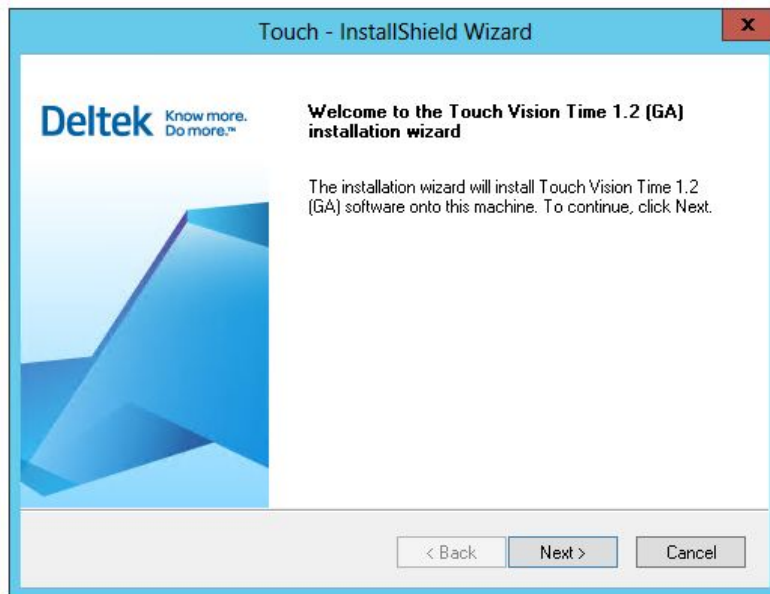 Touch - InstallShield Wizard
x
Deltek Know more.
Do more.™
Welcome to the Touch Vision Time 1.2 (GA)
installation wizard
The installation wizard will install Touch Vision Time 1.2
(GA) software onto this machine. To continue, click Next.
< Back
Next >
Cancel